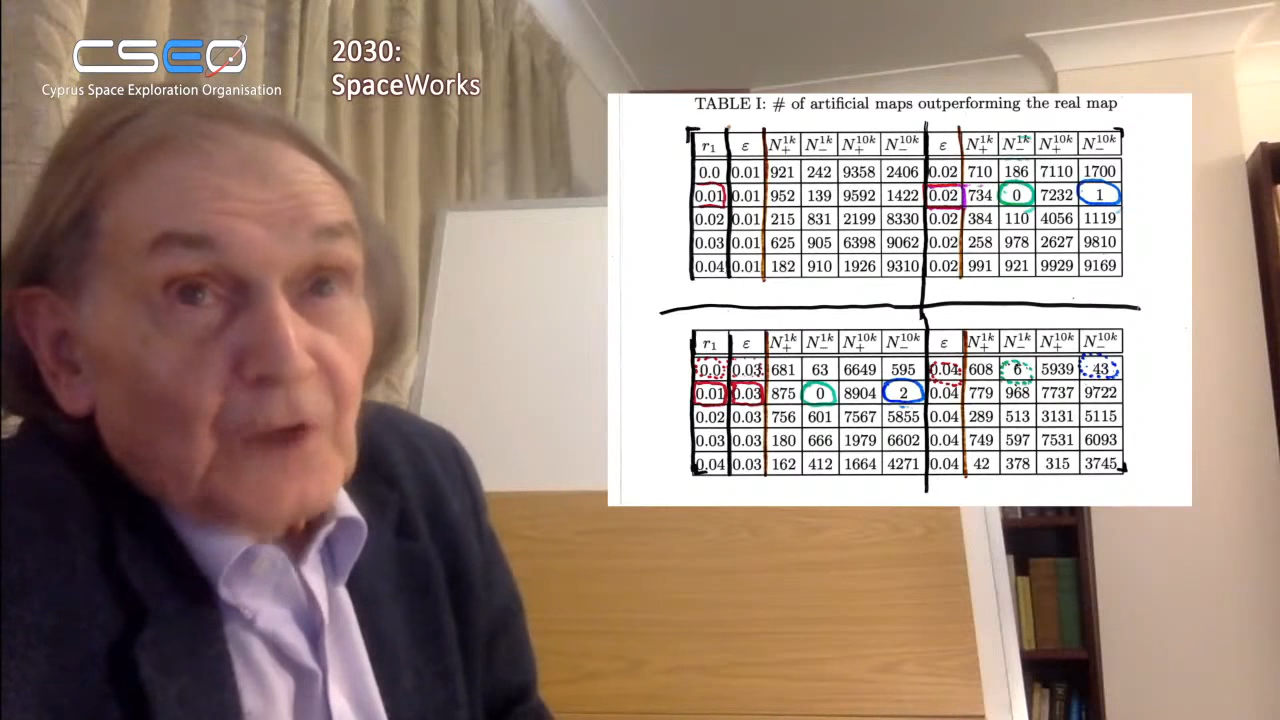 CSEO
Cyprus Space Exploration Organisation
2030:
SpaceWorks
TABLE I: # of artificial maps outperforming the real map
r₁ ε N₊¹ᵏ N₋¹ᵏ N₊¹⁰ᵏ N₋¹⁰ᵏ ε N₊¹ᵏ N₋¹ᵏ N₊¹⁰ᵏ N₋¹⁰ᵏ
0.0 0.01 921 242 9358 2406 0.02 710 186 7110 1700
0.01 0.01 952 139 9592 1422 0.02 734 0 7232 1
0.02 0.01 215 831 2199 8330 0.02 384 110 4056 1119
0.03 0.01 625 905 6398 9062 0.02 258 978 2627 9810
0.04 0.01 182 910 1926 9310 0.02 991 921 9929 9169
r₁ ε N₊¹ᵏ N₋¹ᵏ N₊¹⁰ᵏ N₋¹⁰ᵏ ε N₊¹ᵏ N₋¹ᵏ N₊¹⁰ᵏ N₋¹⁰ᵏ
0.0 0.03 681 63 6649 595 0.04 608 6 5939 43
0.01 0.03 875 0 8904 2 0.04 779 968 7737 9722
0.02 0.03 756 601 7567 5855 0.04 289 513 3131 5115
0.03 0.03 180 666 1979 6602 0.04 749 597 7531 6093
0.04 0.03 162 412 1664 4271 0.04 42 378 315 3745